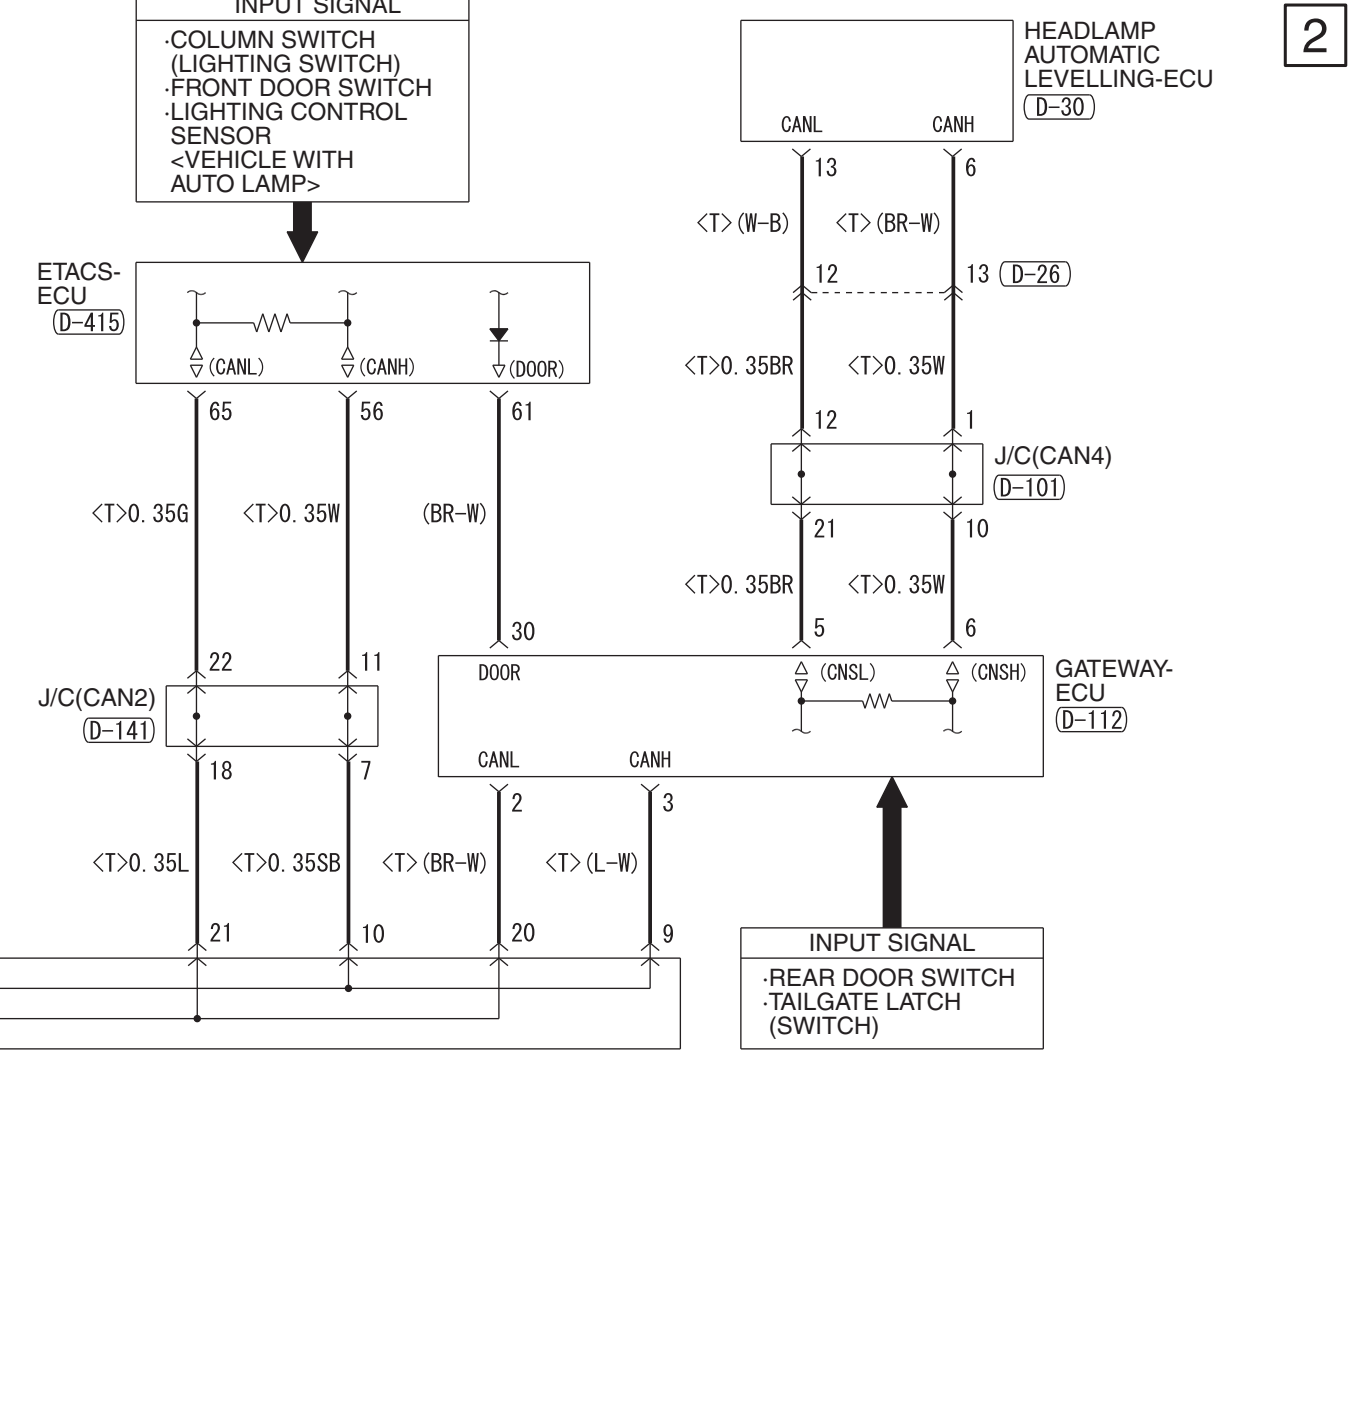 INPUT SIGNAL
·COLUMN SWITCH
(LIGHTING SWITCH)
·FRONT DOOR SWITCH
·LIGHTING CONTROL
SENSOR
<VEHICLE WITH
AUTO LAMP>
HEADLAMP
AUTOMATIC
LEVELLING-ECU
D-30
2
CANL CANH
13 6
<T>(W-B) <T>(BR-W)
12 13 D-26
<T>0.35BR <T>0.35W
12 1
J/C(CAN4)
D-101
21 10
<T>0.35BR <T>0.35W
5 6
ETACS-
ECU
D-415
(CANL) (CANH) (DOOR)
65 56 61
<T>0.35G <T>0.35W (BR-W)
30
22 11
J/C(CAN2)
D-141
18 7
DOOR (CNSL) (CNSH)
GATEWAY-
ECU
D-112
CANL CANH
2 3
<T>0.35L <T>0.35SB <T>(BR-W) <T>(L-W)
21 10 20 9
INPUT SIGNAL
·REAR DOOR SWITCH
·TAILGATE LATCH
(SWITCH)